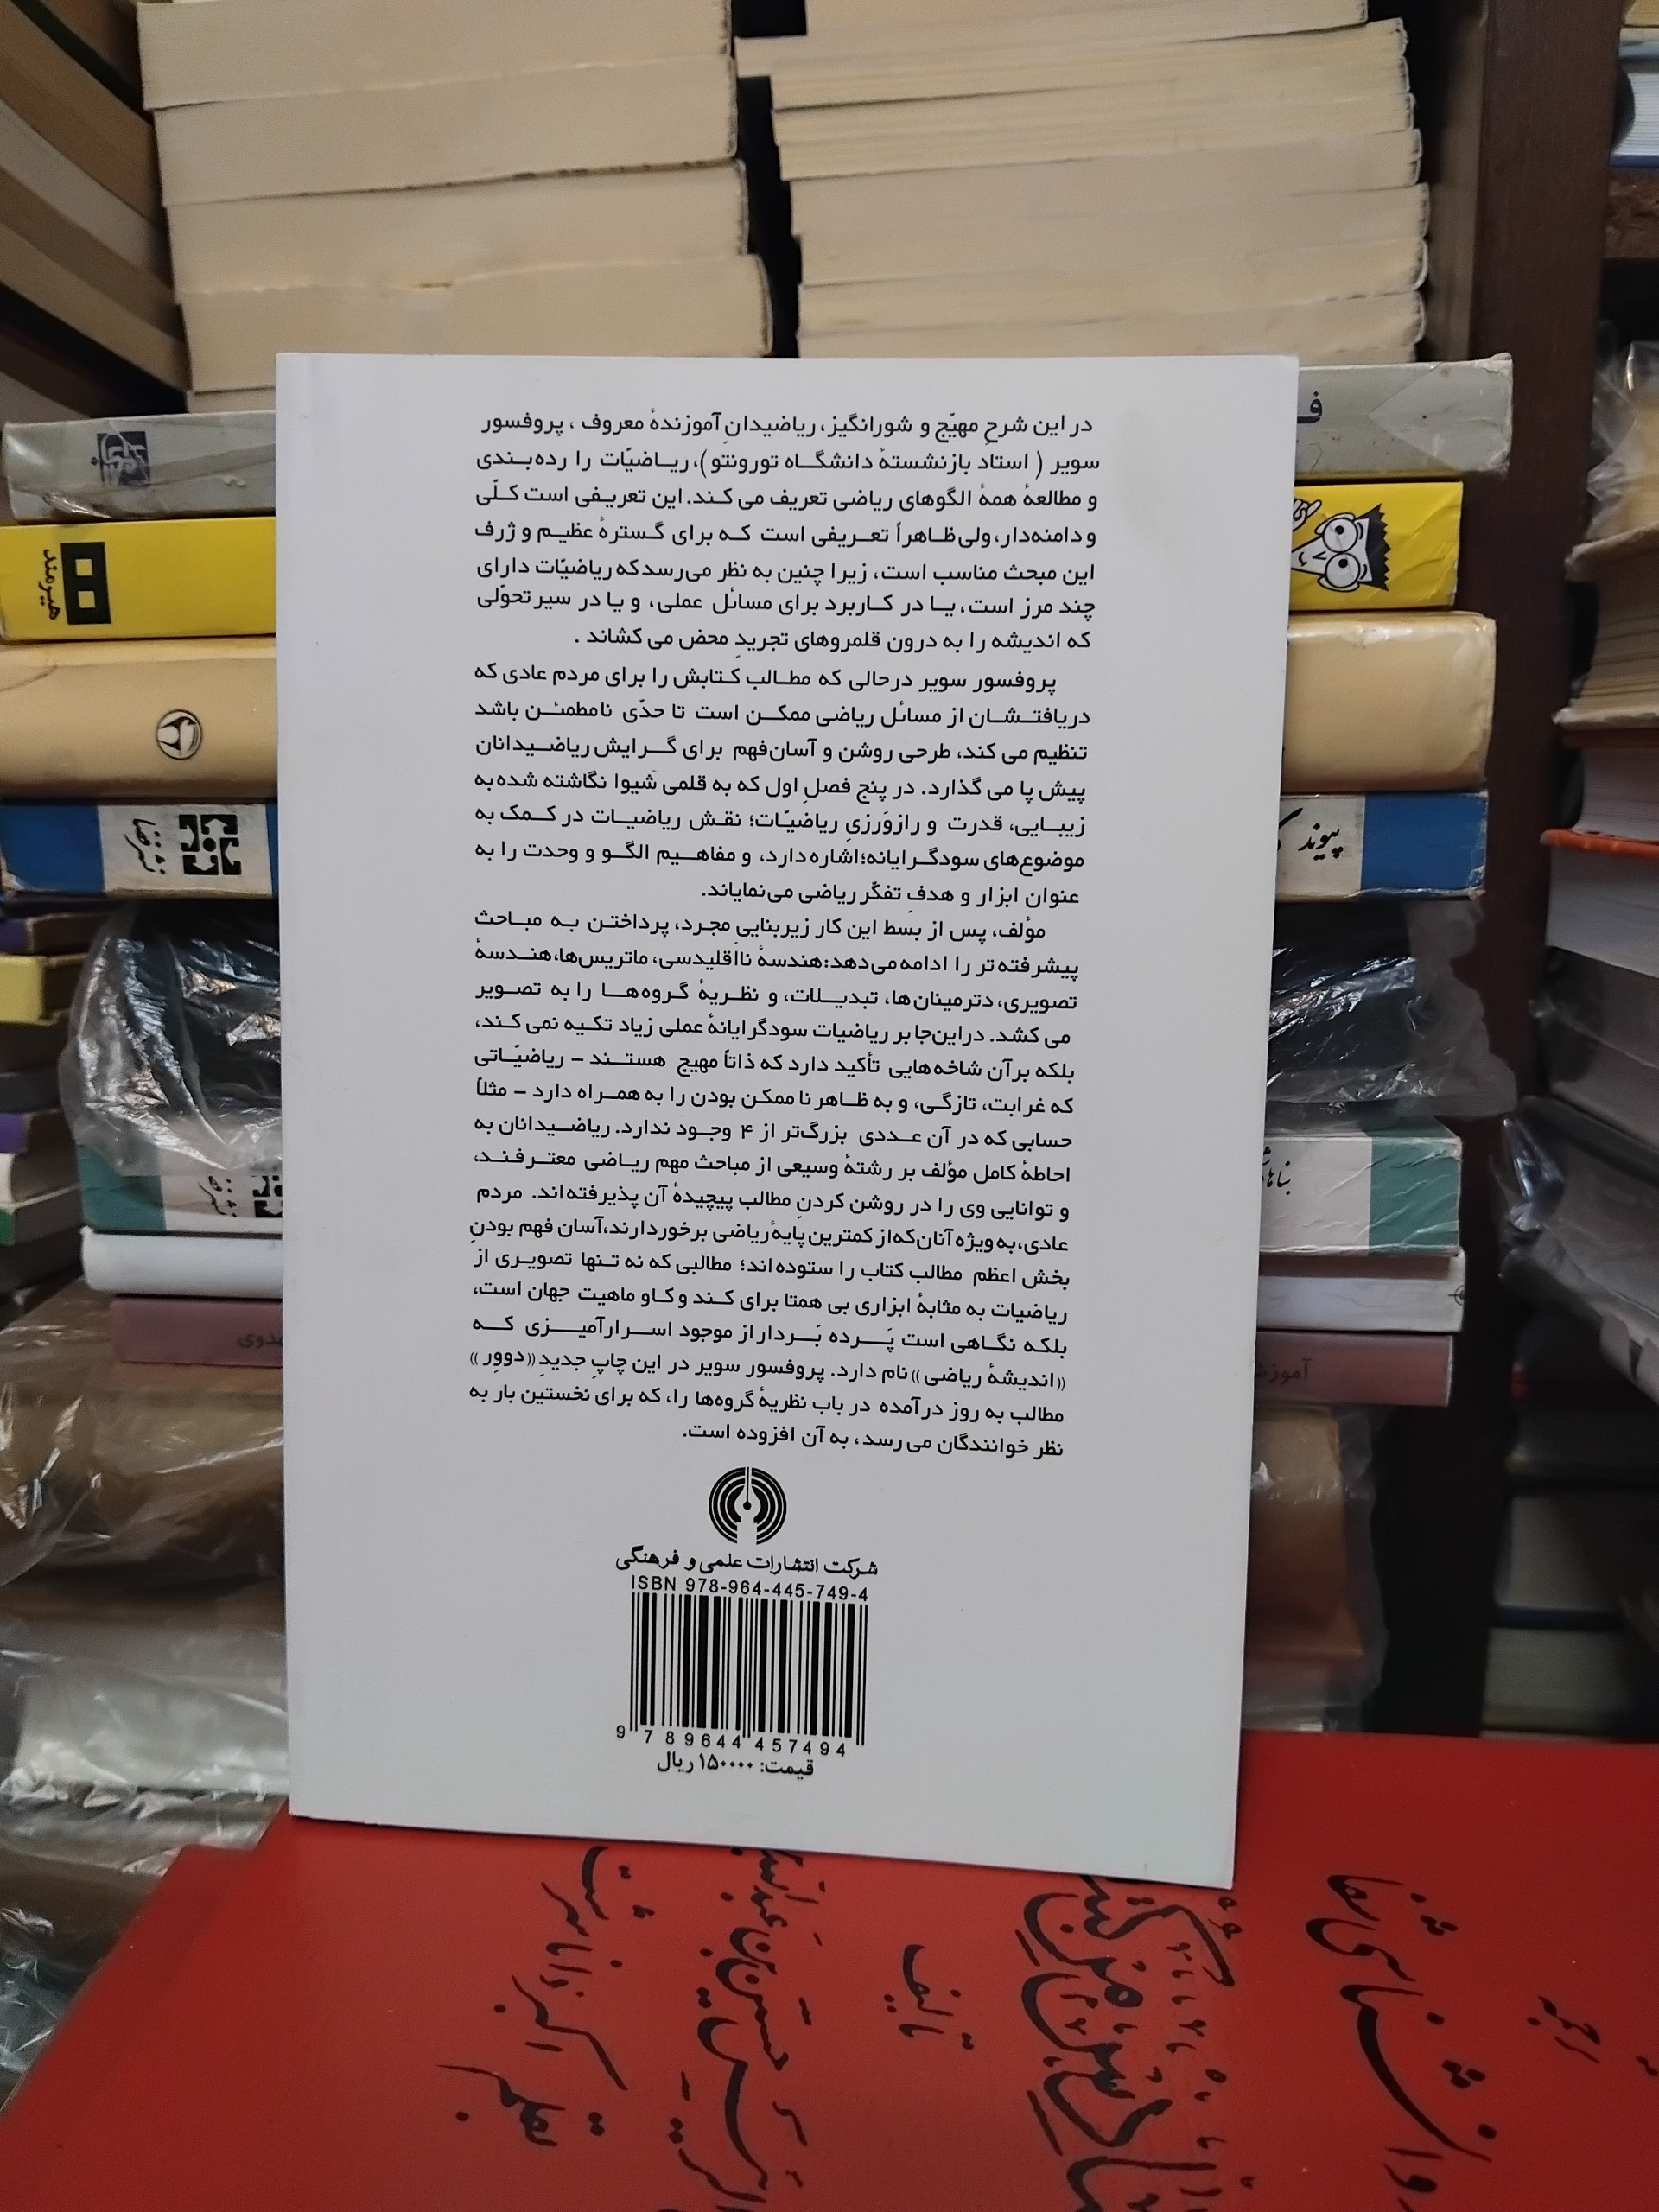 در این شرحِ مهیّج و شورانگیز، ریاضیدانِ آموزندهٔ معروف، پروفسور
سویر (استاد بازنشستهٔ دانشگاه تورونتو)، ریاضیّات را رده‌بندی
و مطالعهٔ همهٔ الگوهای ریاضی تعریف می‌کند. این تعریفی است کلّی
و دامنه‌دار، ولی ظاهراً تعریفی است که برای گسترهٔ عظیم و ژرف
این مبحث مناسب است، زیرا چنین به نظر می‌رسد که ریاضیّات دارای
چند مرز است، یا در کاربرد برای مسائل عملی، و یا در سیر تحوّلی
که اندیشه را به درون قلمروهای تجریدِ محض می‌کشاند.
پروفسور سویر درحالی که مطالب کتابش را برای مردم عادی که
دریافتشان از مسائل ریاضی ممکن است تا حدّی نامطمئن باشد
تنظیم می‌کند، طرحی روشن و آسان‌فهم برای گرایش ریاضیدانان
پیش پا می‌گذارد. در پنج فصلِ اول که به قلمی شیوا نگاشته شده به
زیبایی، قدرت و رازوَرزیِ ریاضیّات؛ نقش ریاضیات در کمک به
موضوع‌های سودگرایانه؛ اشاره دارد، و مفاهیم الگو و وحدت را به
عنوان ابزار و هدفِ تفکّر ریاضی می‌نمایاند.
مؤلف، پس از بسط این کار زیربناییِ مجرد، پرداختن به مباحث
پیشرفته‌تر را ادامه می‌دهد: هندسهٔ نااقلیدسی، ماتریس‌ها، هندسهٔ
تصویری، دترمینان‌ها، تبدیلات، و نظریهٔ گروه‌ها را به تصویر
می‌کشد. در این‌جا بر ریاضیات سودگرایانهٔ عملی زیاد تکیه نمی‌کند،
بلکه بر آن شاخه‌هایی تأکید دارد که ذاتاً مهیج هستند – ریاضیّاتی
که غرابت، تازگی، و به ظاهر ناممکن بودن را به همراه دارد – مثلاً
حسابی که در آن عددی بزرگ‌تر از ۴ وجود ندارد. ریاضیدانان به
احاطهٔ کامل مؤلف بر رشتهٔ وسیعی از مباحث مهم ریاضی معترفند،
و توانایی وی را در روشن کردنِ مطالب پیچیدهٔ آن پذیرفته‌اند. مردم
عادی، به ویژه آنان که از کمترین پایهٔ ریاضی برخوردارند، آسان فهم بودنِ
بخش اعظم مطالب کتاب را ستوده‌اند؛ مطالبی که نه تنها تصویری از
ریاضیات به مثابهٔ ابزاری بی همتا برای کند و کاو ماهیت جهان است،
بلکه نگاهی است پَرده بَردار از موجود اسرارآمیزی که
«اندیشهٔ ریاضی» نام دارد. پروفسور سویر در این چاپِ جدیدِ «دوِوِر»
مطالب به روز درآمده در باب نظریهٔ گروه‌ها را، که برای نخستین بار به
نظر خوانندگان می‌رسد، به آن افزوده است.
شرکت انتشارات علمی و فرهنگی
ISBN 978-964-445-749-4
9 789644 457494
قیمت: ۱۵۰۰۰۰ ریال
هیرمند
پیوند
آموزش
تألیف
ترجمه
روانشناسی